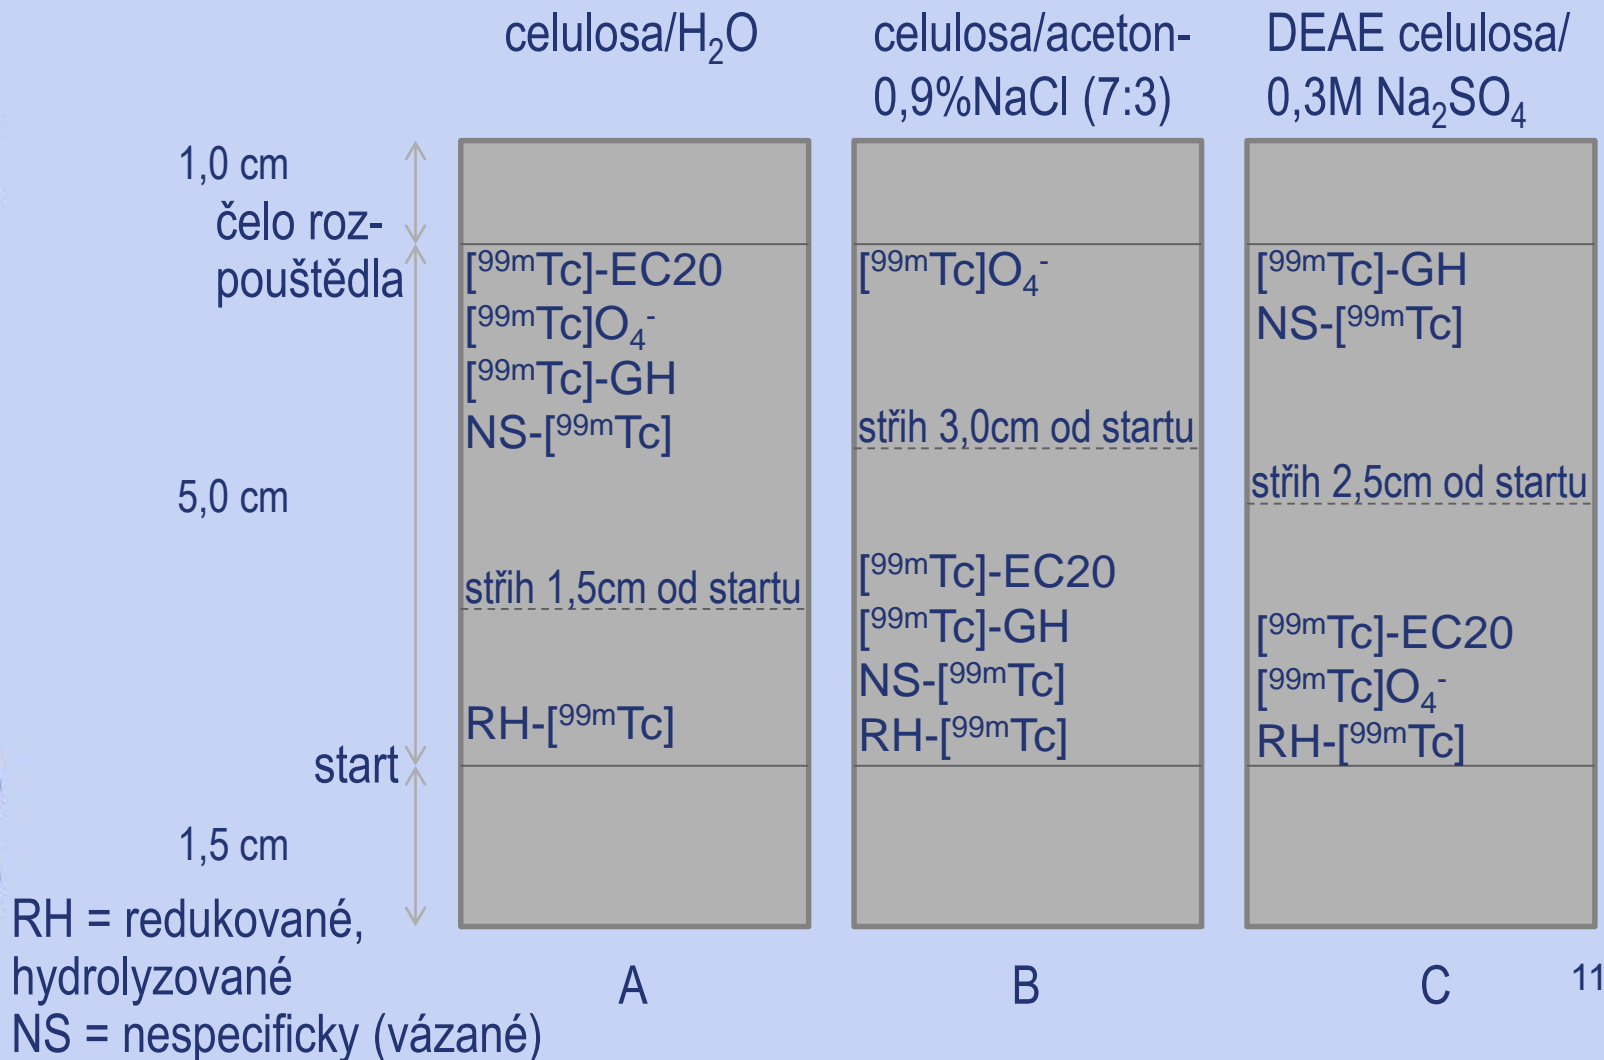 celulosa/H₂O
celulosa/aceton-
0,9%NaCl (7:3)
DEAE celulosa/
0,3M Na₂SO₄
1,0 cm
čelo roz-
pouštědla
5,0 cm
start
1,5 cm
[⁹⁹ᵐTc]-EC20
[⁹⁹ᵐTc]O₄⁻
[⁹⁹ᵐTc]-GH
NS-[⁹⁹ᵐTc]
střih 1,5cm od startu
RH-[⁹⁹ᵐTc]
[⁹⁹ᵐTc]O₄⁻
střih 3,0cm od startu
[⁹⁹ᵐTc]-EC20
[⁹⁹ᵐTc]-GH
NS-[⁹⁹ᵐTc]
RH-[⁹⁹ᵐTc]
[⁹⁹ᵐTc]-GH
NS-[⁹⁹ᵐTc]
střih 2,5cm od startu
[⁹⁹ᵐTc]-EC20
[⁹⁹ᵐTc]O₄⁻
RH-[⁹⁹ᵐTc]
A
B
C
11
RH = redukované,
hydrolyzované
NS = nespecificky (vázané)